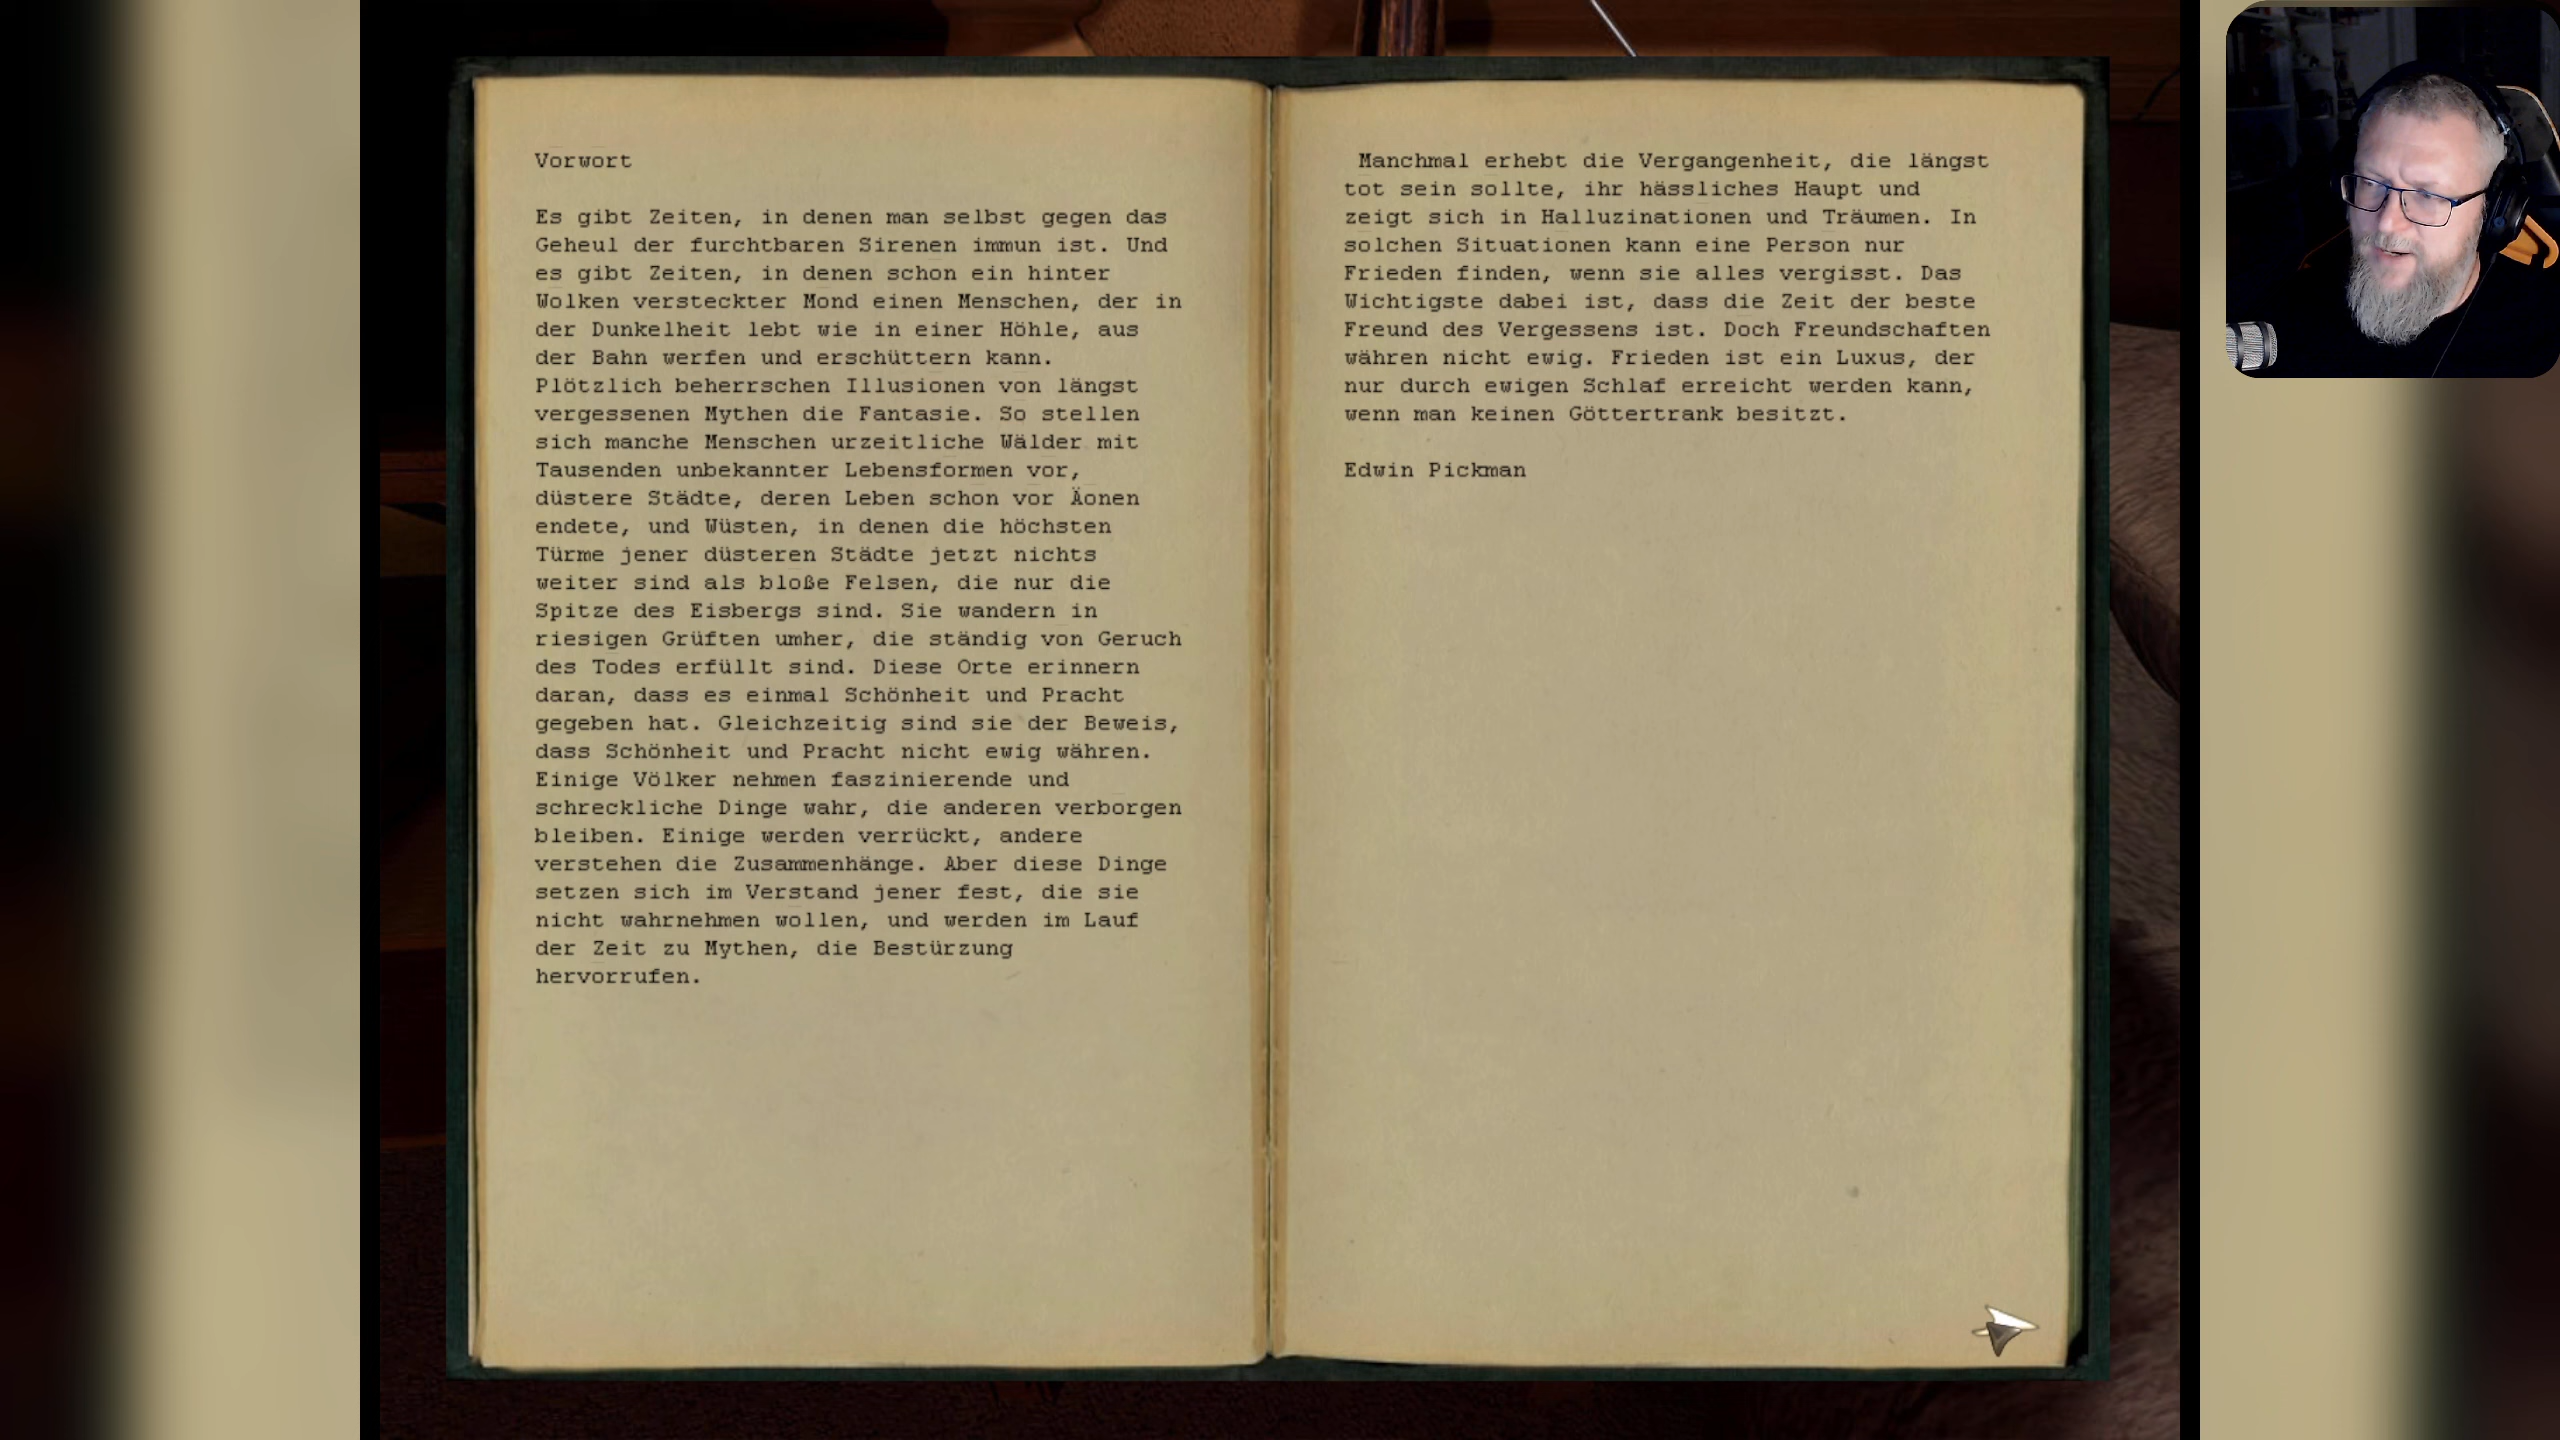 Vorwort
Es gibt Zeiten, in denen man selbst gegen das
Geheul der furchtbaren Sirenen immun ist. Und
es gibt Zeiten, in denen schon ein hinter
Wolken versteckter Mond einen Menschen, der in
der Dunkelheit lebt wie in einer Höhle, aus
der Bahn werfen und erschüttern kann.
Plötzlich beherrschen Illusionen von längst
vergessenen Mythen die Fantasie. So stellen
sich manche Menschen urzeitliche Wälder mit
Tausenden unbekannter Lebensformen vor,
düstere Städte, deren Leben schon vor Äonen
endete, und Wüsten, in denen die höchsten
Türme jener düsteren Städte jetzt nichts
weiter sind als bloße Felsen, die nur die
Spitze des Eisbergs sind. Sie wandern in
riesigen Grüften umher, die ständig von Geruch
des Todes erfüllt sind. Diese Orte erinnern
daran, dass es einmal Schönheit und Pracht
gegeben hat. Gleichzeitig sind sie der Beweis,
dass Schönheit und Pracht nicht ewig währen.
Einige Völker nehmen faszinierende und
schreckliche Dinge wahr, die anderen verborgen
bleiben. Einige werden verrückt, andere
verstehen die Zusammenhänge. Aber diese Dinge
setzen sich im Verstand jener fest, die sie
nicht wahrnehmen wollen, und werden im Lauf
der Zeit zu Mythen, die Bestürzung
hervorrufen.
Manchmal erhebt die Vergangenheit, die längst
tot sein sollte, ihr hässliches Haupt und
zeigt sich in Halluzinationen und Träumen. In
solchen Situationen kann eine Person nur
Frieden finden, wenn sie alles vergisst. Das
Wichtigste dabei ist, dass die Zeit der beste
Freund des Vergessens ist. Doch Freundschaften
währen nicht ewig. Frieden ist ein Luxus, der
nur durch ewigen Schlaf erreicht werden kann,
wenn man keinen Göttertrank besitzt.
Edwin Pickman